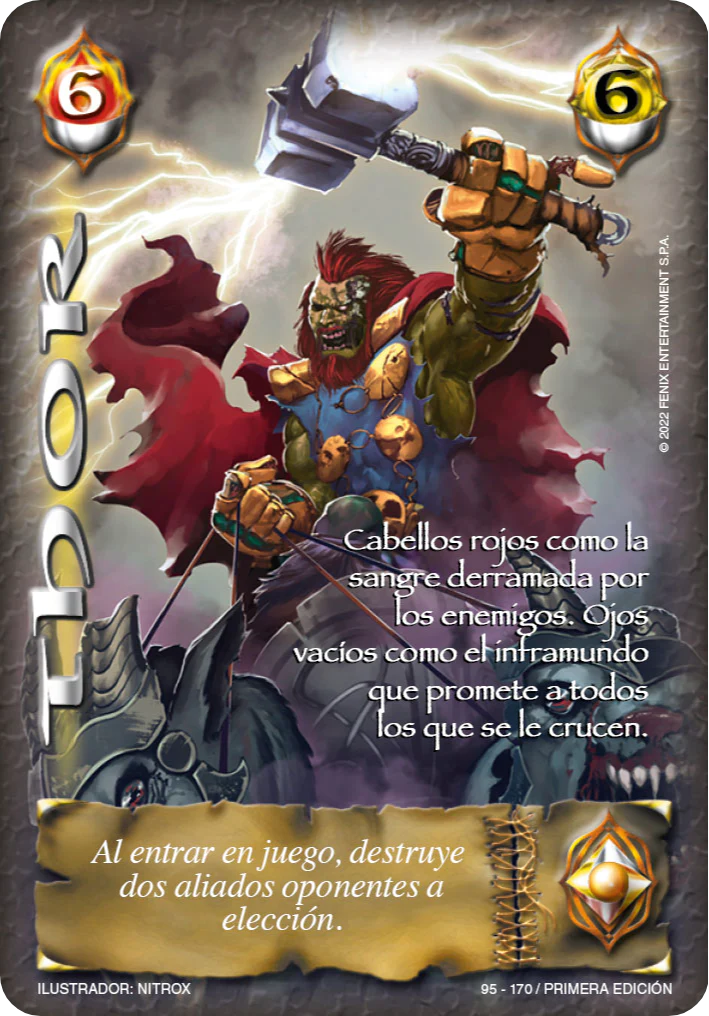 6
6
Thor
© 2022 FENIX ENTERTAINMENT S.P.A.
Cabellos rojos como la
sangre derramada por
los enemigos. Ojos
vacíos como el inframundo
que promete a todos
los que se le crucen.
Al entrar en juego, destruye
dos aliados oponentes a
elección.
ILUSTRADOR: NITROX
95 - 170 / PRIMERA EDICIÓN